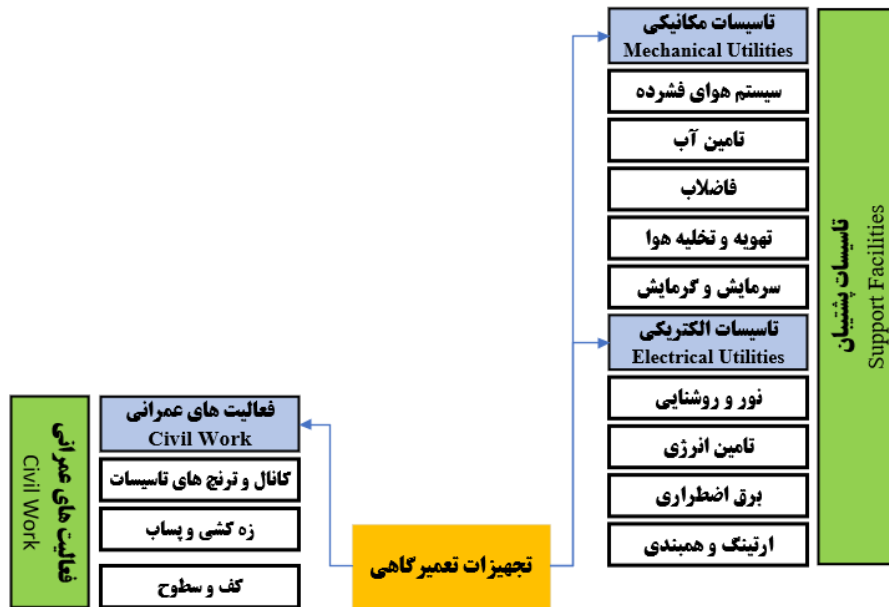 تاسیسات پشتیبان
Support Facilities
تاسیسات مکانیکی
Mechanical Utilities
سیستم هوای فشرده
تامین آب
فاضلاب
تهویه و تخلیه هوا
سرمایش و گرمایش
تاسیسات الکتریکی
Electrical Utilities
نور و روشنایی
تامین انرژی
برق اضطراری
ارتینگ و همبندی
تجهیزات تعمیرگاهی
فعالیت های عمرانی
Civil Work
کانال و ترنچ های تاسیسات
زه کشی و پساب
کف و سطوح
فعالیت های عمرانی
Civil Work